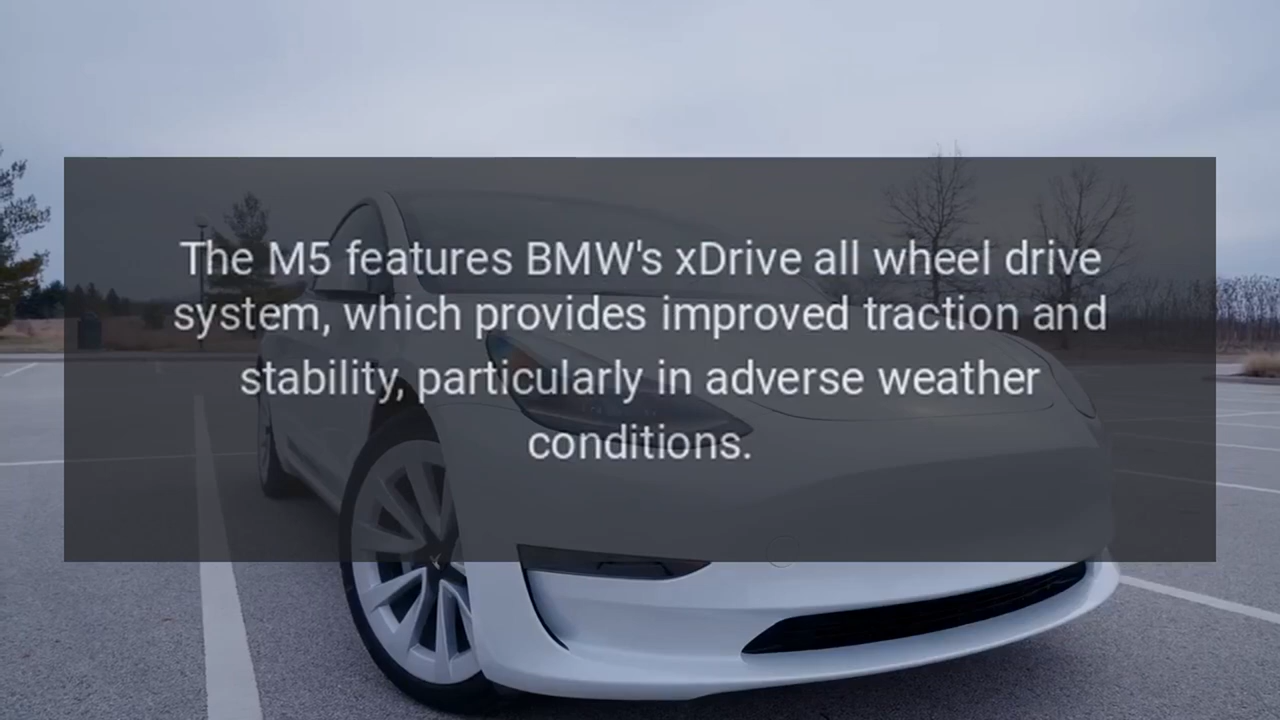 The M5 features BMW's xDrive all wheel drive
system, which provides improved traction and
stability, particularly in adverse weather
conditions.